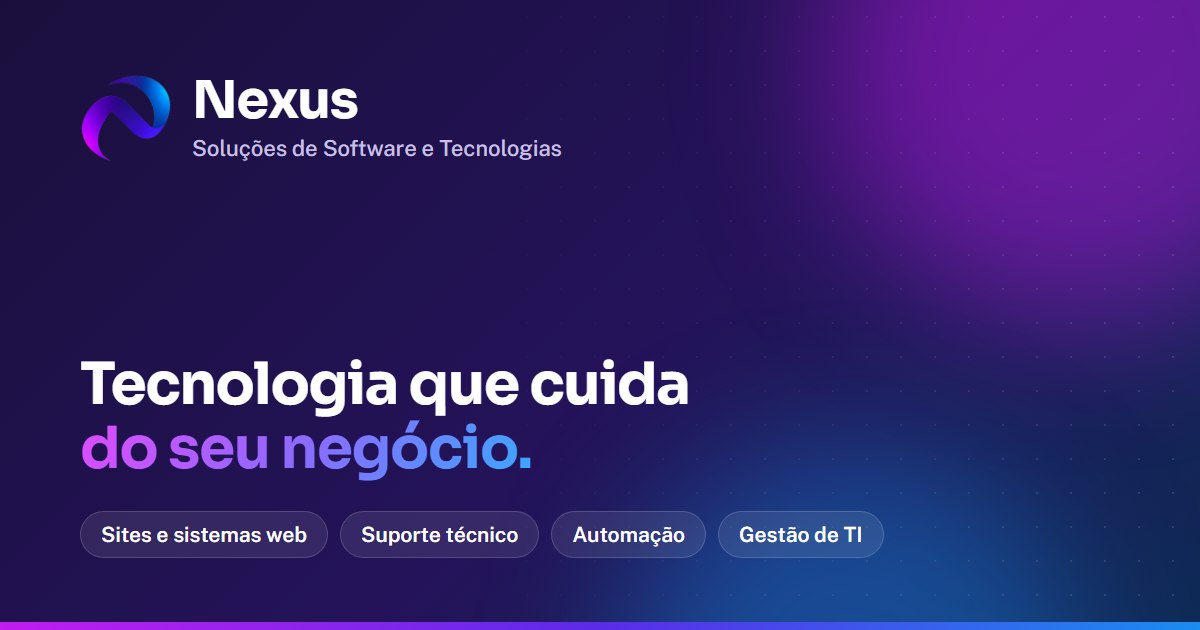 Nexus
Soluções de Software e Tecnologias
Tecnologia que cuida
do seu negócio.
Sites e sistemas web
Suporte técnico
Automação
Gestão de TI